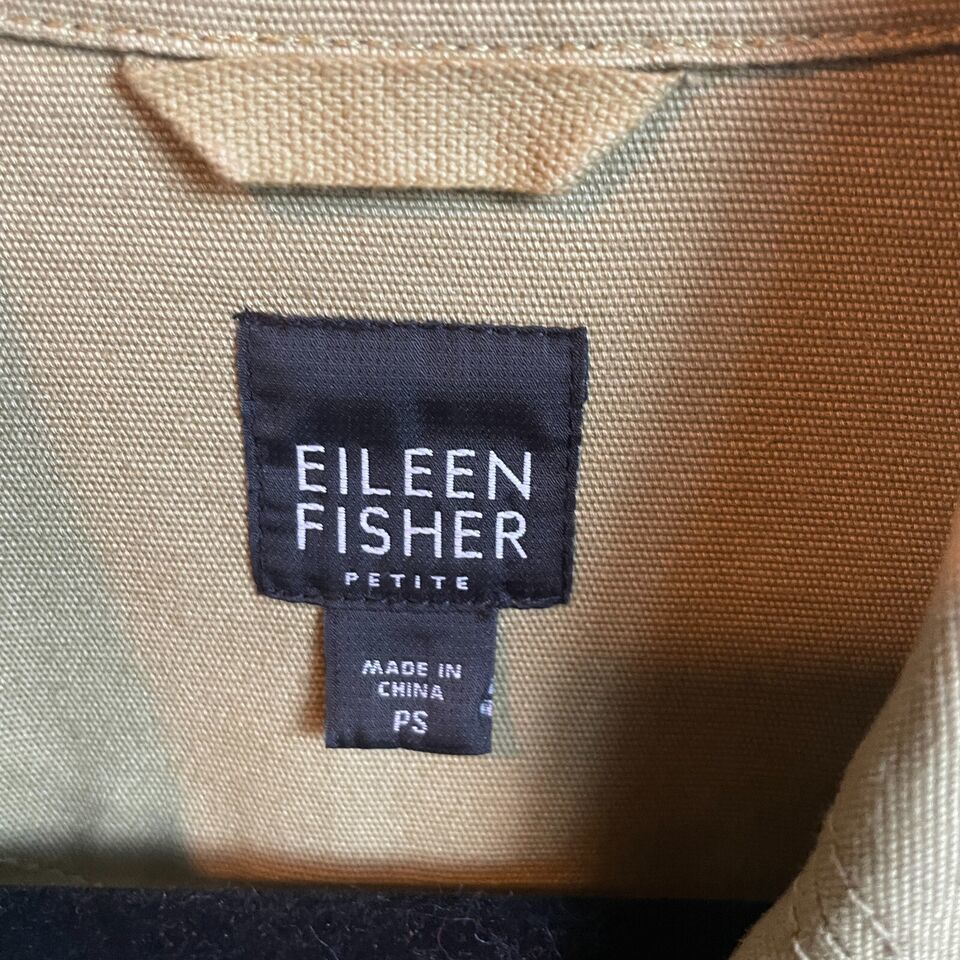 EILEEN
FISHER
PETITE
MADE IN
CHINA
PS